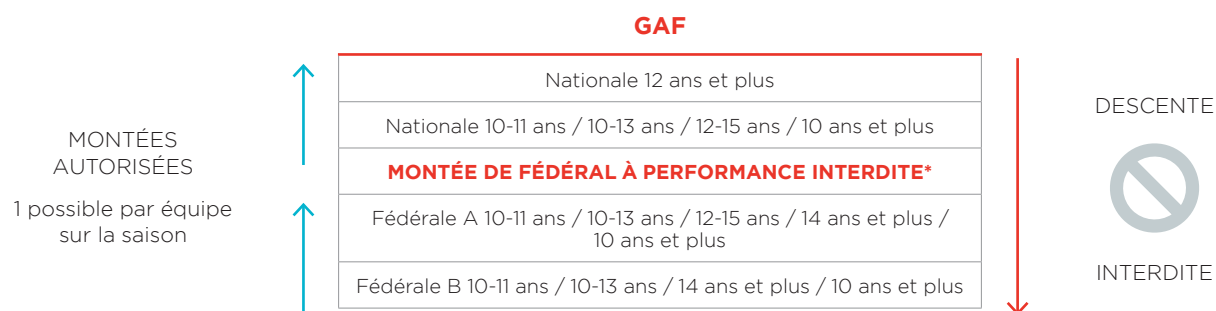 GAF
MONTÉES
AUTORISÉES
1 possible par équipe
sur la saison
Nationale 12 ans et plus
Nationale 10-11 ans / 10-13 ans / 12-15 ans / 10 ans et plus
MONTÉE DE FÉDÉRAL À PERFORMANCE INTERDITE*
Fédérale A 10-11 ans / 10-13 ans / 12-15 ans / 14 ans et plus /
10 ans et plus
Fédérale B 10-11 ans / 10-13 ans / 14 ans et plus / 10 ans et plus
DESCENTE
INTERDITE